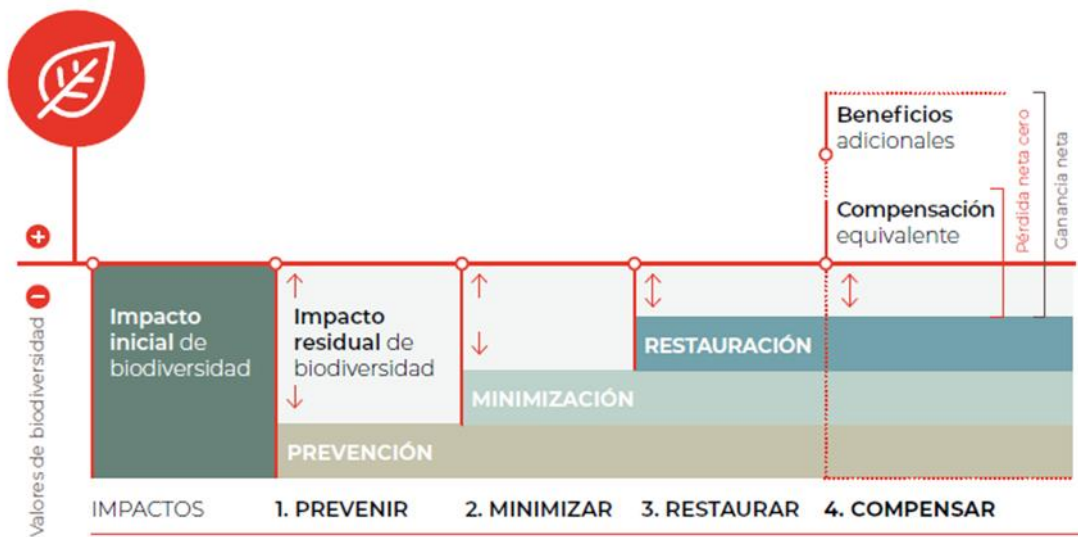 Beneficios
adicionales
Compensación
equivalente
Pérdida neta cero
Ganancia neta
+
−
Valores de biodiversidad
Impacto
inicial de
biodiversidad
Impacto
residual de
biodiversidad
RESTAURACIÓN
MINIMIZACIÓN
PREVENCIÓN
IMPACTOS
1. PREVENIR
2. MINIMIZAR
3. RESTAURAR
4. COMPENSAR